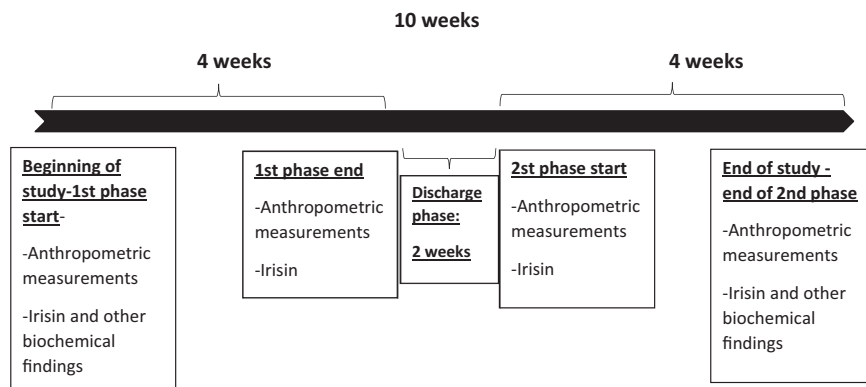 10 weeks
4 weeks
4 weeks
Beginning of
study-1st phase
start-
-Anthropometric
measurements
-Irisin and other
biochemical
findings
1st phase end
-Anthropometric
measurements
-Irisin
Discharge
phase:
2 weeks
2st phase start
-Anthropometric
measurements
-Irisin
End of study -
end of 2nd phase
-Anthropometric
measurements
-Irisin and other
biochemical
findings